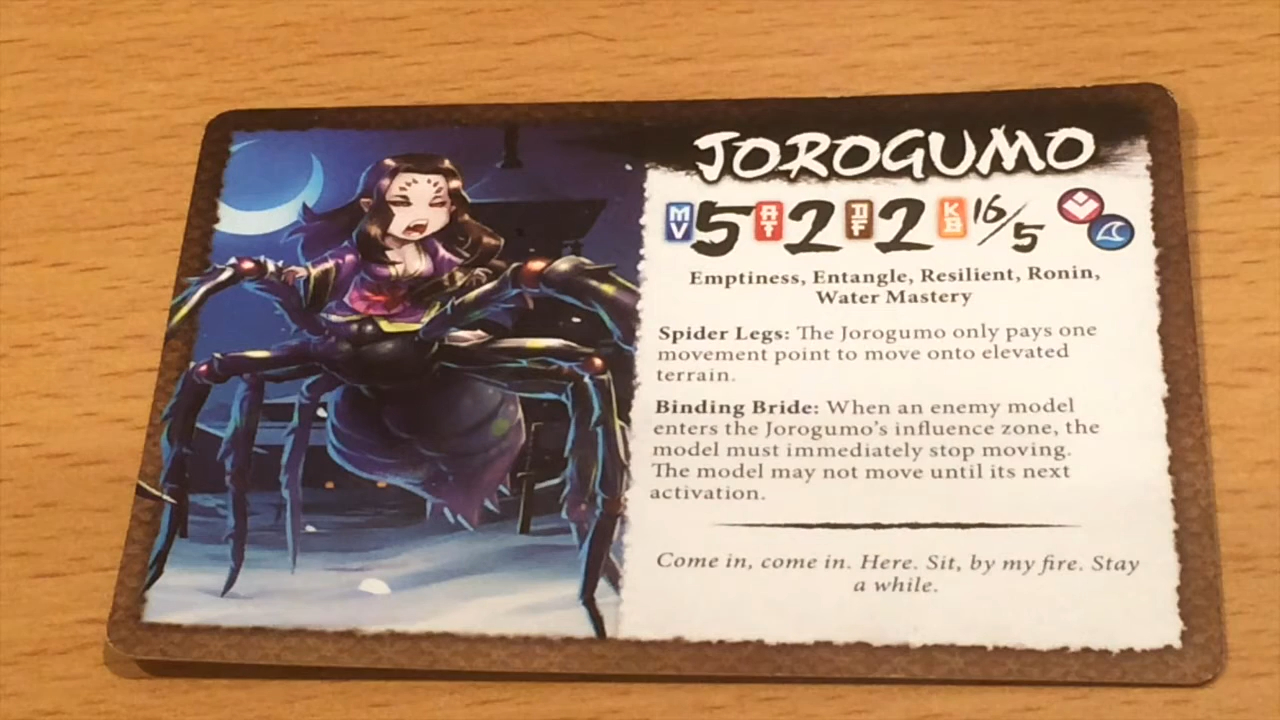 JOROGUMO
MV 5 AT 2 DF 2 KB 16/5
Emptiness, Entangle, Resilient, Ronin,
Water Mastery
Spider Legs: The Jorogumo only pays one
movement point to move onto elevated
terrain.
Binding Bride: When an enemy model
enters the Jorogumo's influence zone, the
model must immediately stop moving.
The model may not move until its next
activation.
Come in, come in. Here. Sit, by my fire. Stay
a while.